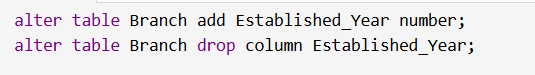 alter table Branch add Established_Year number;
alter table Branch drop column Established_Year;